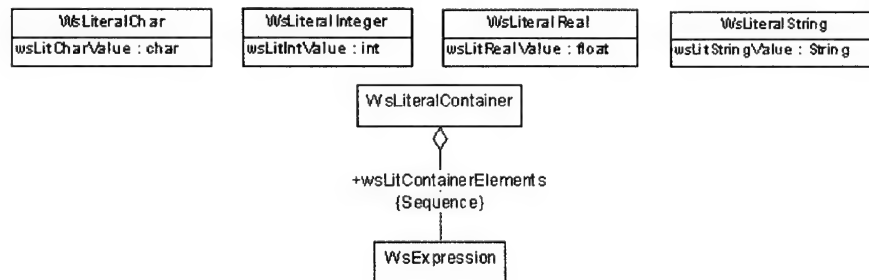 WsLiteralChar
wsLitCharValue : char
WsLiteralInteger
wsLitIntValue : int
WsLiteralReal
wsLitRealValue : float
WsLiteralString
wsLitStringValue : String
WsLiteralContainer
+wsLitContainerElements
{Sequence}
WsExpression